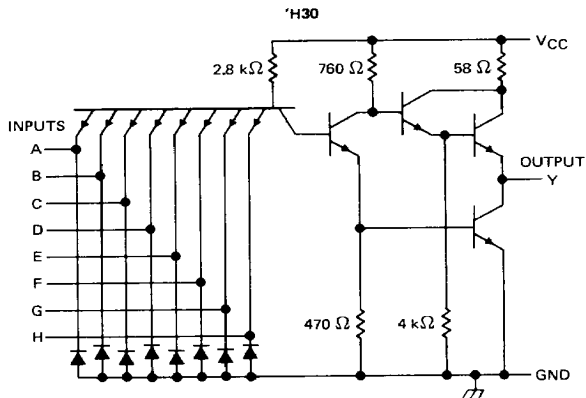 'H30
VCC
2.8 kΩ
760 Ω
58 Ω
INPUTS
A
B
C
D
E
F
G
H
OUTPUT
Y
470 Ω
4 kΩ
GND